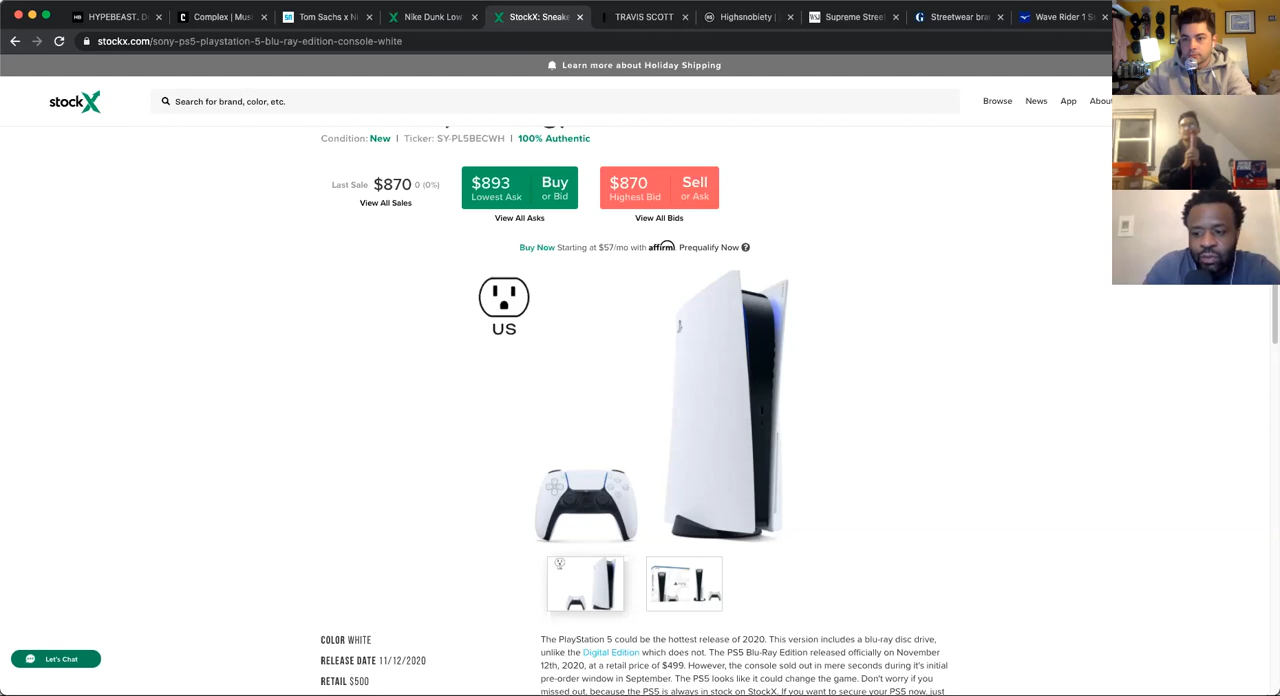 HYPEBEAST. D
Complex | Musi
Tom Sachs x Ni
Nike Dunk Low
StockX: Sneake
TRAVIS SCOTT
Highsnobiety |
Supreme Stree
Streetwear bra
Wave Rider 1 S
stockx.com/sony-ps5-playstation-5-blu-ray-edition-console-white
Learn more about Holiday Shipping
stockX
Search for brand, color, etc.
Browse News App Abou
Condition: New | Ticker: SY-PL5BECWH | 100% Authentic
Last Sale $870 0 (0%)
View All Sales
$893 Buy
Lowest Ask or Bid
View All Asks
$870 Sell
Highest Bid or Ask
View All Bids
Buy Now Starting at $57/mo with affirm Prequalify Now ?
US
COLOR WHITE
RELEASE DATE 11/12/2020
RETAIL $500
The PlayStation 5 could be the hottest release of 2020. This version includes a blu-ray disc drive,
unlike the Digital Edition which does not. The PS5 Blu-Ray Edition released officially on November
12th, 2020, at a retail price of $499. However, the console sold out in mere seconds during it's initial
pre-order window in September. The PS5 looks like it could change the game. Don't worry if you
missed out, because the PS5 is always in stock on StockX. If you want to secure your PS5 now, just
Let's Chat